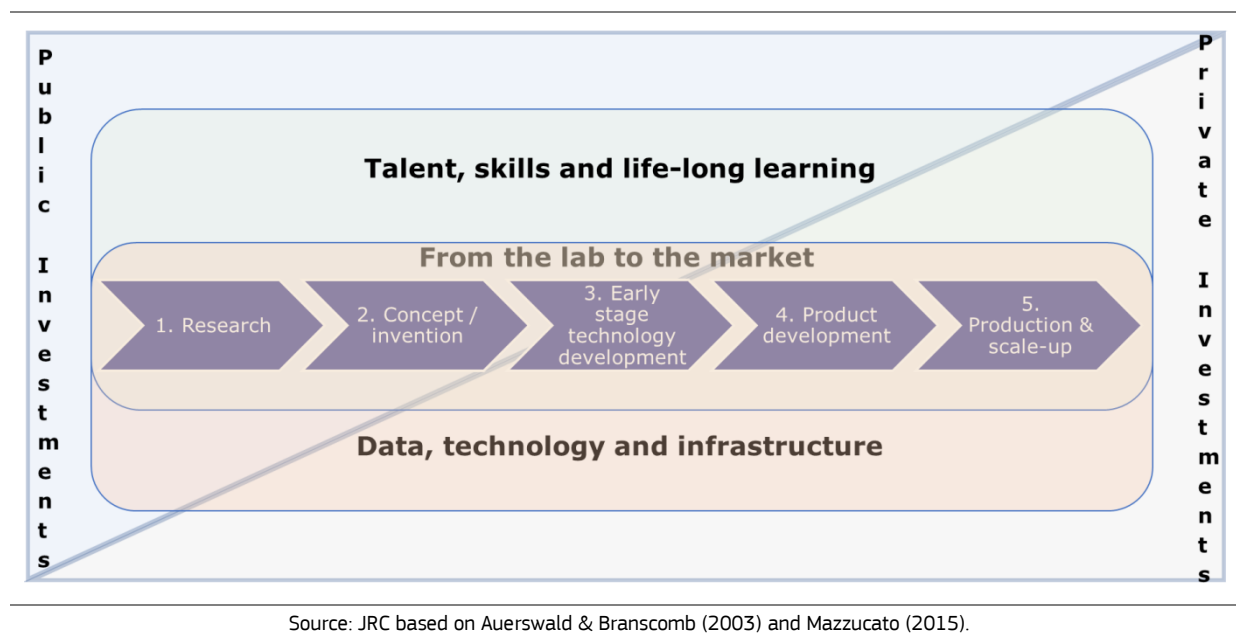 Public Investments
Private Investments
Talent, skills and life-long learning
From the lab to the market
1. Research
2. Concept /
invention
3. Early
stage
technology
development
4. Product
development
5.
Production &
scale-up
Data, technology and infrastructure
Source: JRC based on Auerswald & Branscomb (2003) and Mazzucato (2015).